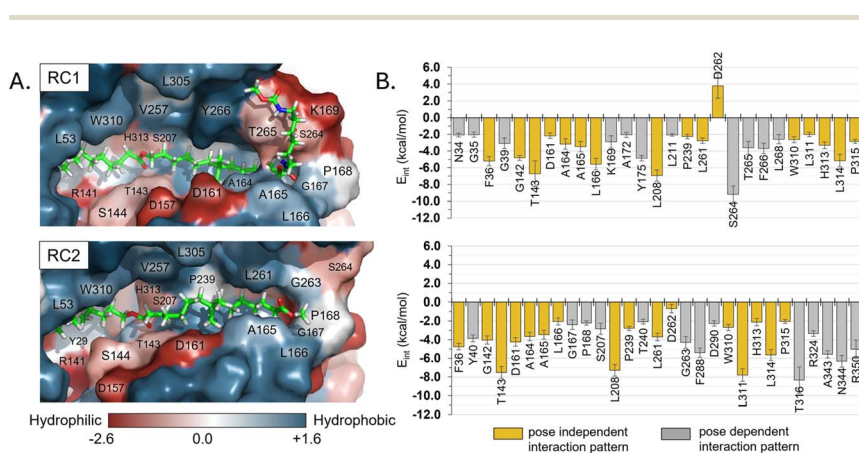 A.
RC1
L305
V257
Y266
K169
W310
L53
H313
S207
T265
S264
P168
R141
T143
A164
G167
S144
D157
D161
A165
L166
RC2
L305
V257
P239
L261
S264
G263
L53
W310
H313
S207
P168
G167
Y29
T143
A165
R141
S144
D161
L166
D157
Hydrophilic
Hydrophobic
-2.6
0.0
+1.6
B.
E_int (kcal/mol)
6.0
4.0
2.0
0.0
-2.0
-4.0
-6.0
-8.0
-10.0
-12.0
N34 G35 F36 G39 G142 T143 D161 A164 A165 L166 K169 A172 Y175 L208 L211 P239 L261 D262 S264 T265 F266 L268 W310 L311 H313 L314 P315
E_int (kcal/mol)
6.0
4.0
2.0
0.0
-2.0
-4.0
-6.0
-8.0
-10.0
-12.0
F36 Y40 G142 T143 D161 A164 A165 L166 G167 P168 S207 L208 P239 T240 L261 D262 G263 F288 D290 W310 L311 H313 L314 P315 T316 R324 A343 N344 R350
pose independent
interaction pattern
pose dependent
interaction pattern